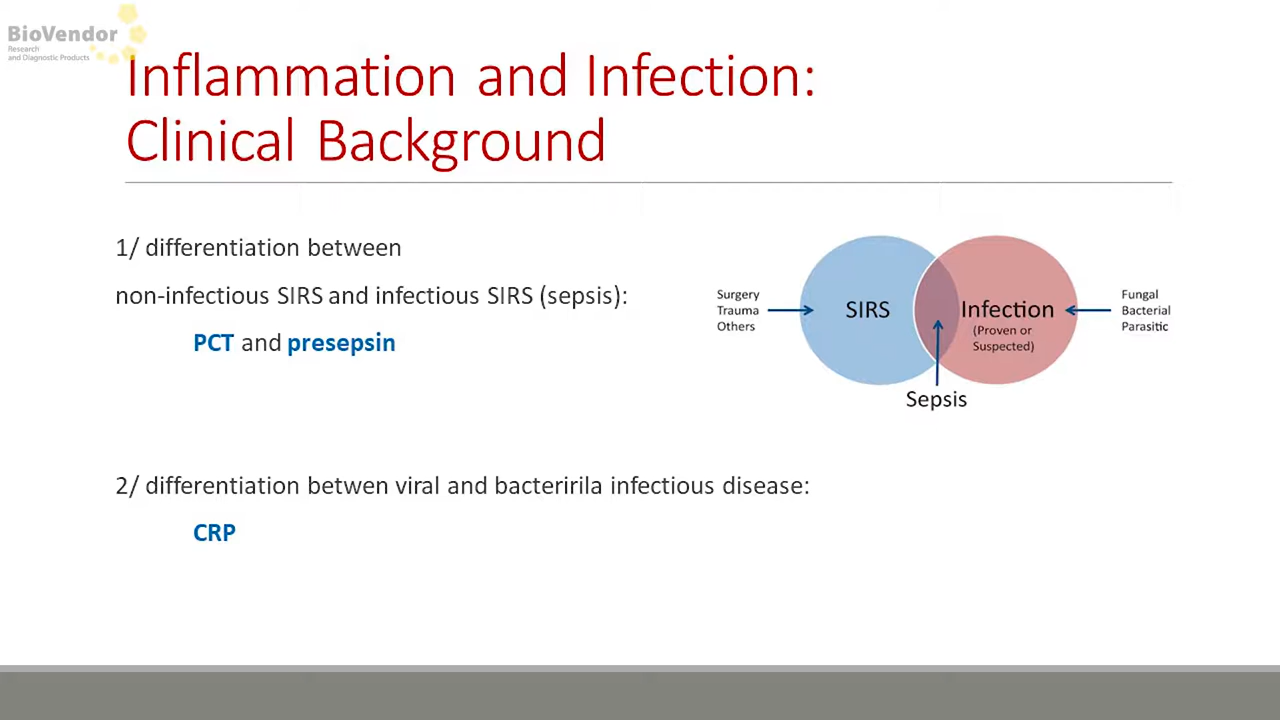 BioVendor
Research
and Diagnostic Products
Inflammation and Infection:
Clinical Background
1/ differentiation between
non-infectious SIRS and infectious SIRS (sepsis):
PCT and presepsin
Surgery
Trauma
Others
SIRS
Infection
(Proven or
Suspected)
Fungal
Bacterial
Parasitic
Sepsis
2/ differentiation betwen viral and bacteririla infectious disease:
CRP